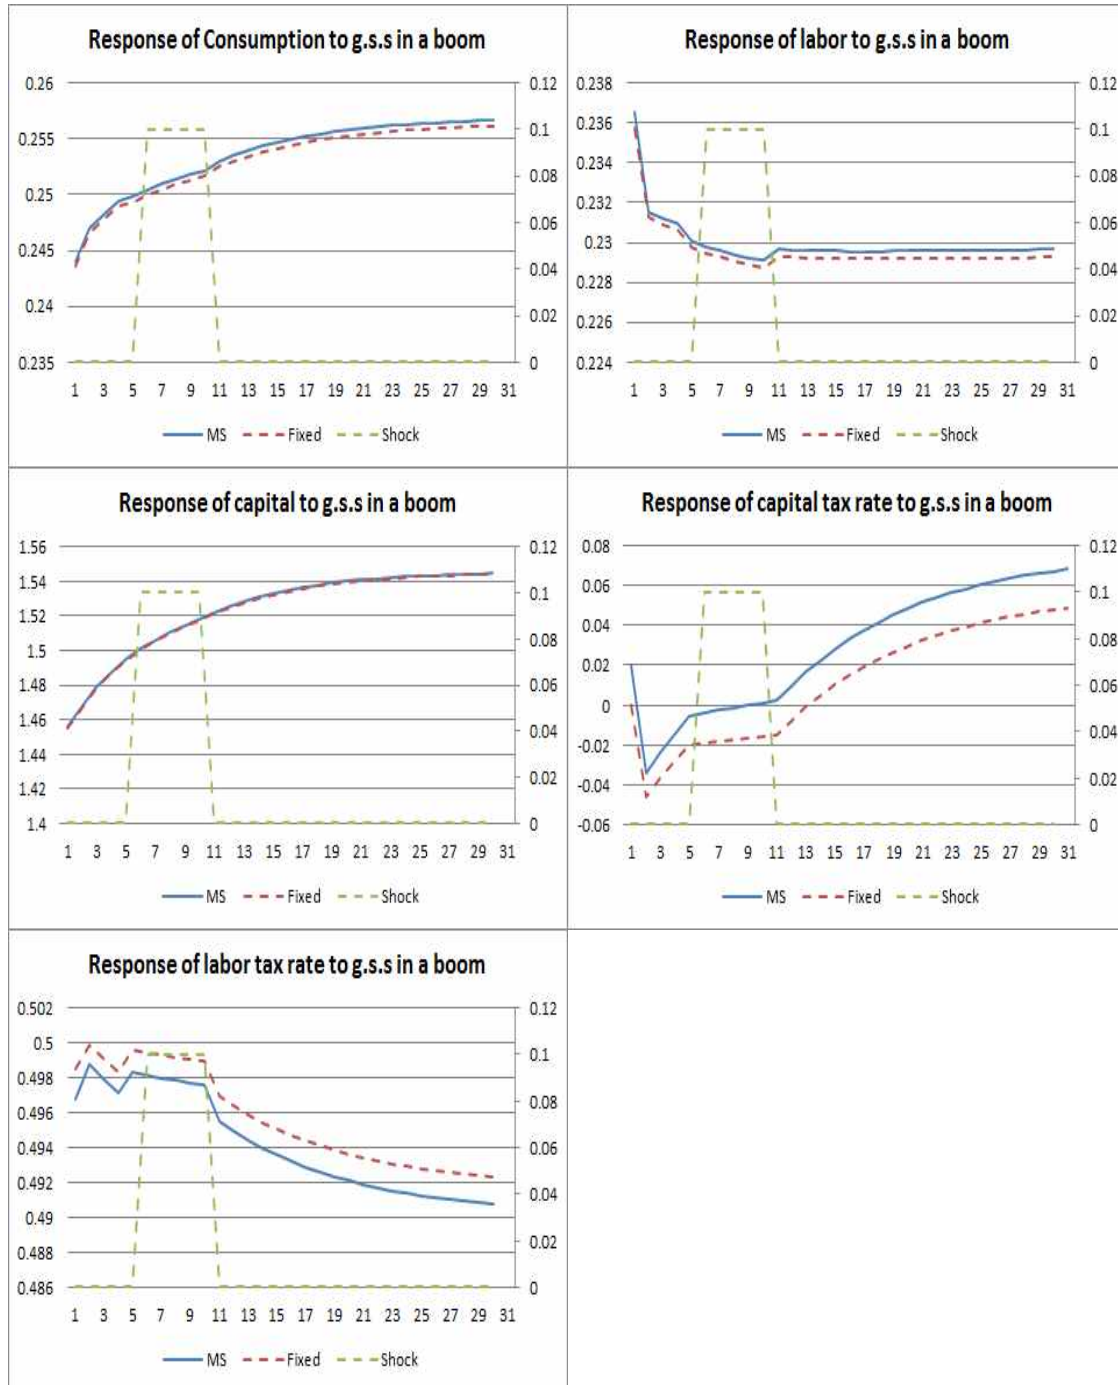 Response of Consumption to g.s.s in a boom
0.26 0.12
0.255 0.1
0.25 0.08
0.245 0.06
0.24 0.04
0.235 0.02
0
1 3 5 7 9 11 13 15 17 19 21 23 25 27 29 31
MS Fixed Shock
Response of labor to g.s.s in a boom
0.238 0.12
0.236 0.1
0.234 0.08
0.232
0.23 0.06
0.228 0.04
0.226 0.02
0.224 0
1 3 5 7 9 11 13 15 17 19 21 23 25 27 29 31
MS Fixed Shock
Response of capital to g.s.s in a boom
1.56 0.12
1.54 0.1
1.52 0.08
1.5
1.48 0.06
1.46 0.04
1.44
1.42 0.02
1.4 0
1 3 5 7 9 11 13 15 17 19 21 23 25 27 29 31
MS Fixed Shock
Response of capital tax rate to g.s.s in a boom
0.08 0.12
0.06 0.1
0.04 0.08
0.02
0 0.06
-0.02 0.04
-0.04 0.02
-0.06 0
1 3 5 7 9 11 13 15 17 19 21 23 25 27 29 31
MS Fixed Shock
Response of labor tax rate to g.s.s in a boom
0.502 0.12
0.5 0.1
0.498
0.496 0.08
0.494 0.06
0.492 0.04
0.49
0.488 0.02
0.486 0
1 3 5 7 9 11 13 15 17 19 21 23 25 27 29 31
MS Fixed Shock